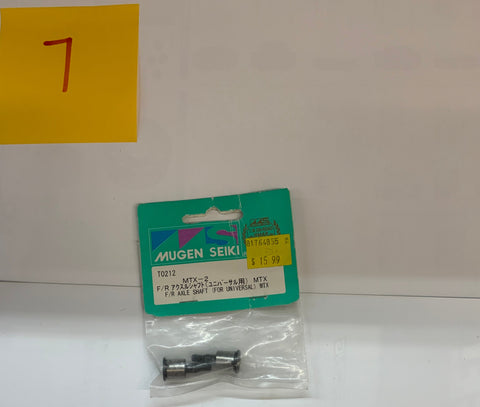 7
MUGEN SEIKI
01T64835
$ 15.99
T0212
MTX-2
F/R アクスルシャフト(ユニバーサル用) MTX
F/R AXLE SHAFT (FOR UNIVERSAL) MTX